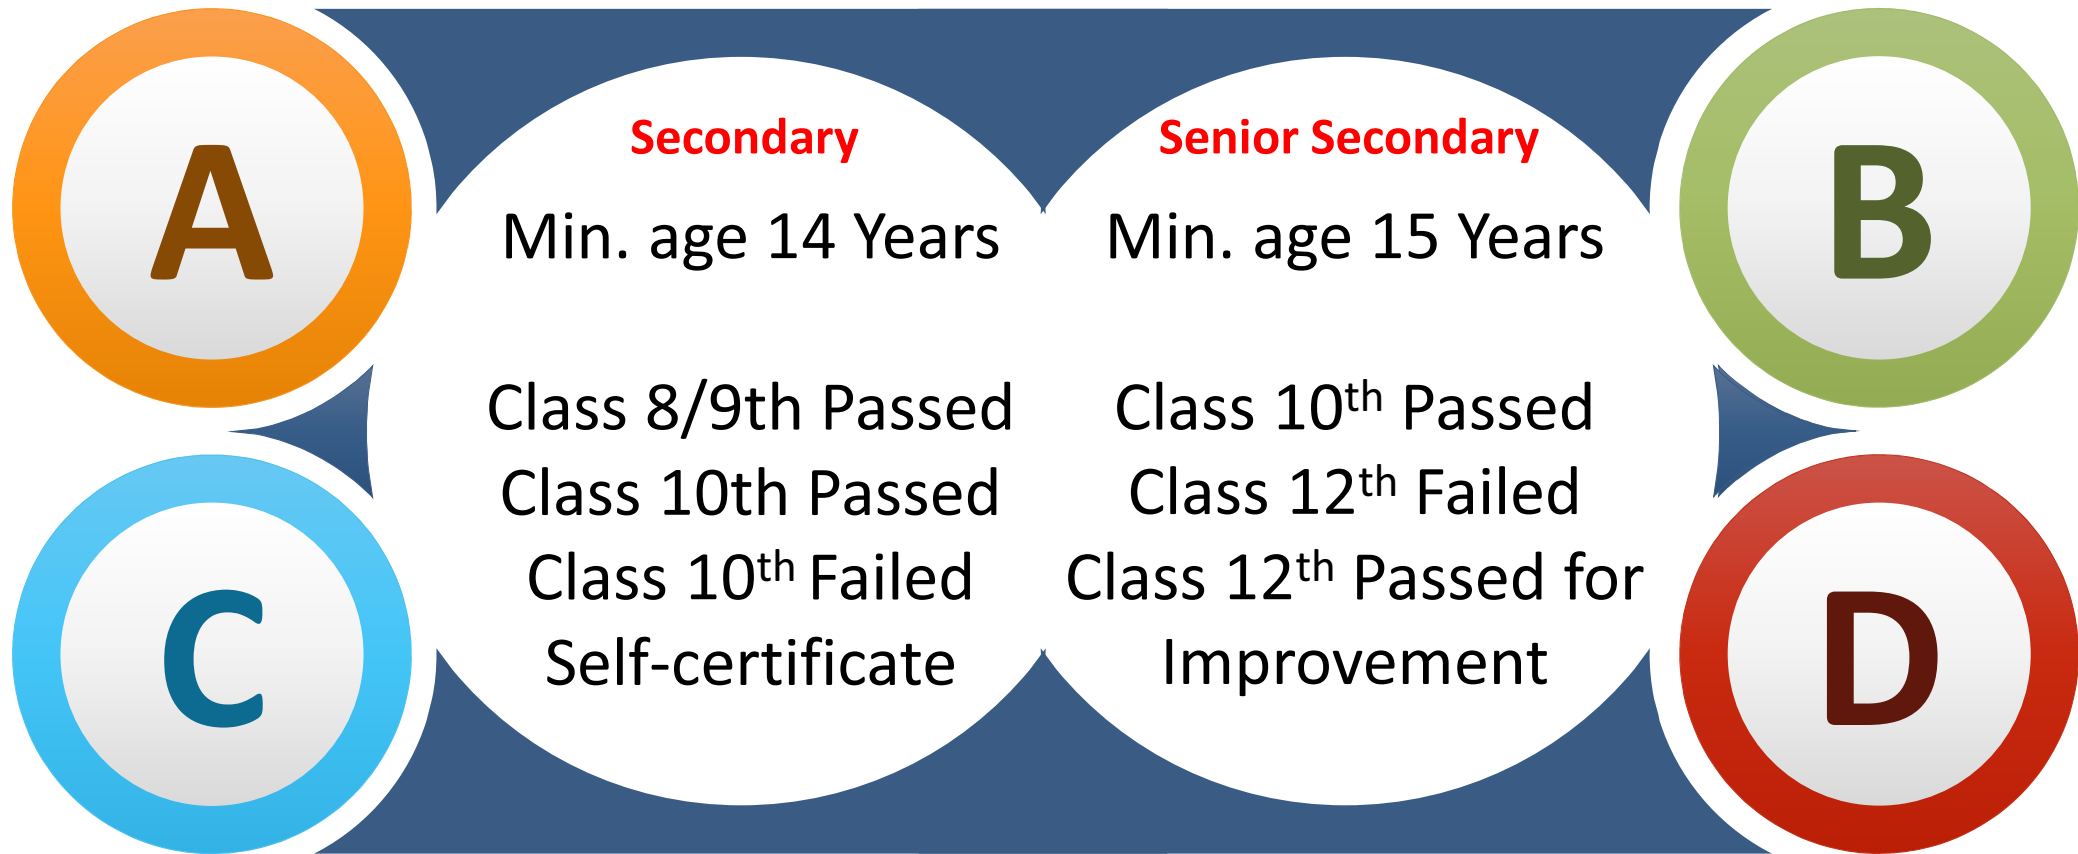 A
Secondary
Min. age 14 Years
Class 8/9th Passed
Class 10th Passed
Class 10th Failed
Self-certificate
Senior Secondary
Min. age 15 Years
Class 10th Passed
Class 12th Failed
Class 12th Passed for
Improvement
B
C
D